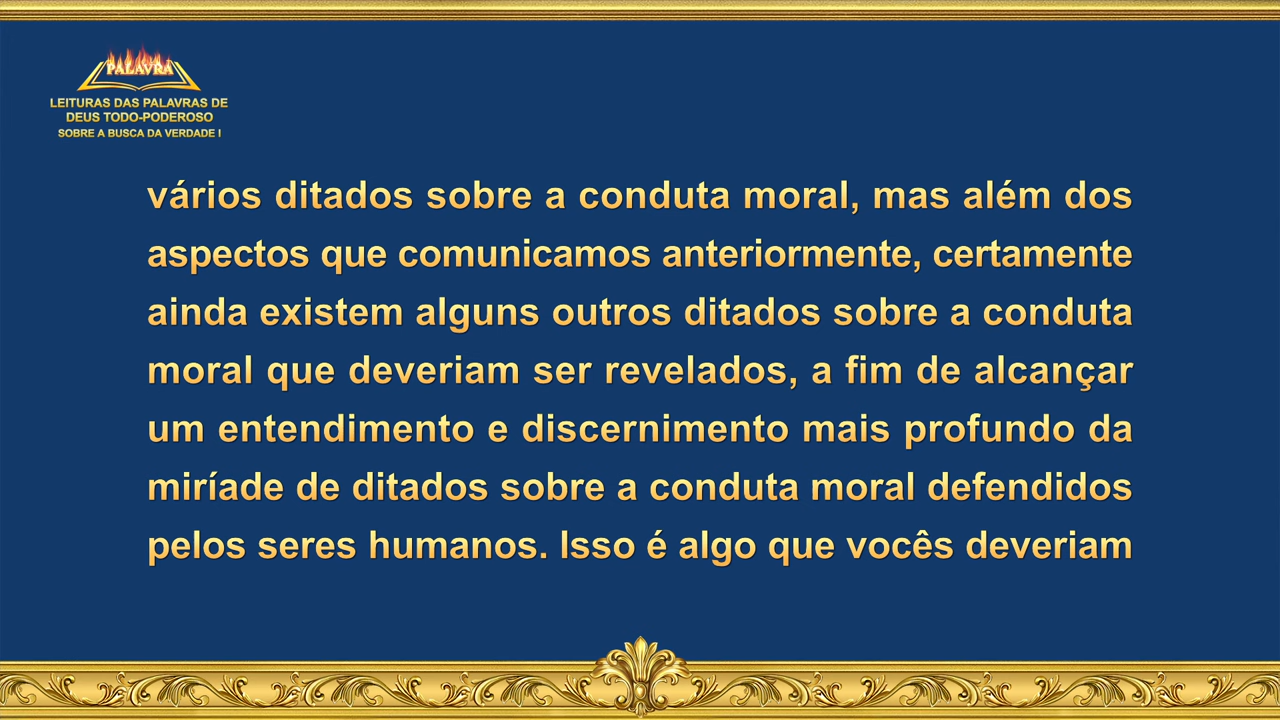 PALAVRA
LEITURAS DAS PALAVRAS DE
DEUS TODO-PODEROSO
SOBRE A BUSCA DA VERDADE I
vários ditados sobre a conduta moral, mas além dos
aspectos que comunicamos anteriormente, certamente
ainda existem alguns outros ditados sobre a conduta
moral que deveriam ser revelados, a fim de alcançar
um entendimento e discernimento mais profundo da
miríade de ditados sobre a conduta moral defendidos
pelos seres humanos. Isso é algo que vocês deveriam